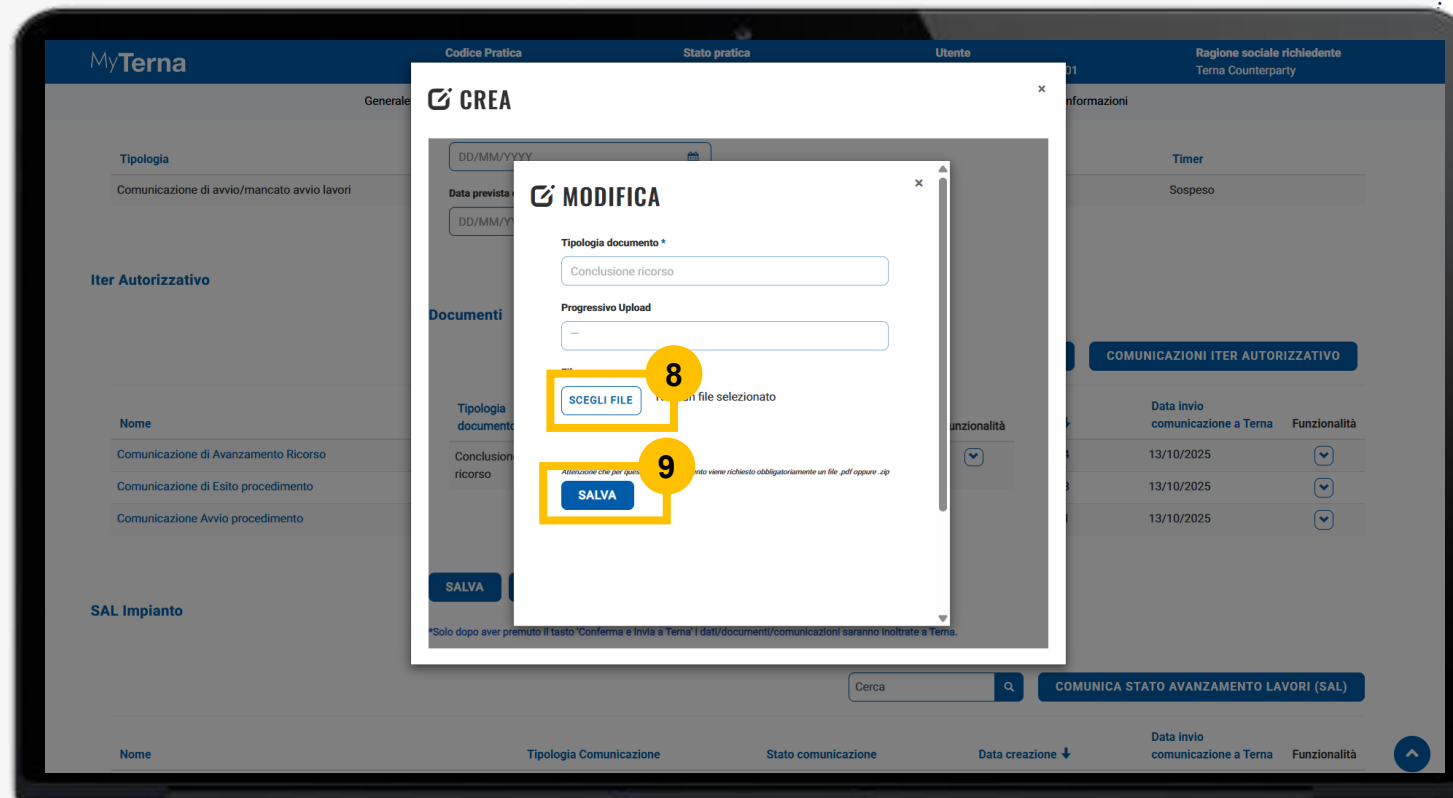 MyTerna
Codice Pratica
Stato pratica
Utente
01
Ragione sociale richiedente
Terna Counterparty
Generale
nformazioni
CREA
×
Tipologia
Timer
Comunicazione di avvio/mancato avvio lavori
Sospeso
DD/MM/YYYY
Data prevista
DD/MM/Y
MODIFICA
×
Tipologia documento *
Conclusione ricorso
Progressivo Upload
—
8
SCEGLI FILE
file selezionato
9
Attenzione che per viene richiesto obbligatoriamente un file .pdf oppure .zip
SALVA
Iter Autorizzativo
Documenti
COMUNICAZIONI ITER AUTORIZZATIVO
Nome
Tipologia
documento
unzionalità
Data invio
comunicazione a Terna
Funzionalità
Comunicazione di Avanzamento Ricorso
Conclusione
ricorso
13/10/2025
Comunicazione di Esito procedimento
13/10/2025
Comunicazione Avvio procedimento
13/10/2025
SALVA
*Solo dopo aver premuto il tasto 'Conferma e Invia a Terna' i dati/documenti/comunicazioni saranno inoltrate a Terna.
SAL Impianto
Cerca
COMUNICA STATO AVANZAMENTO LAVORI (SAL)
Nome
Tipologia Comunicazione
Stato comunicazione
Data creazione
Data invio
comunicazione a Terna
Funzionalità